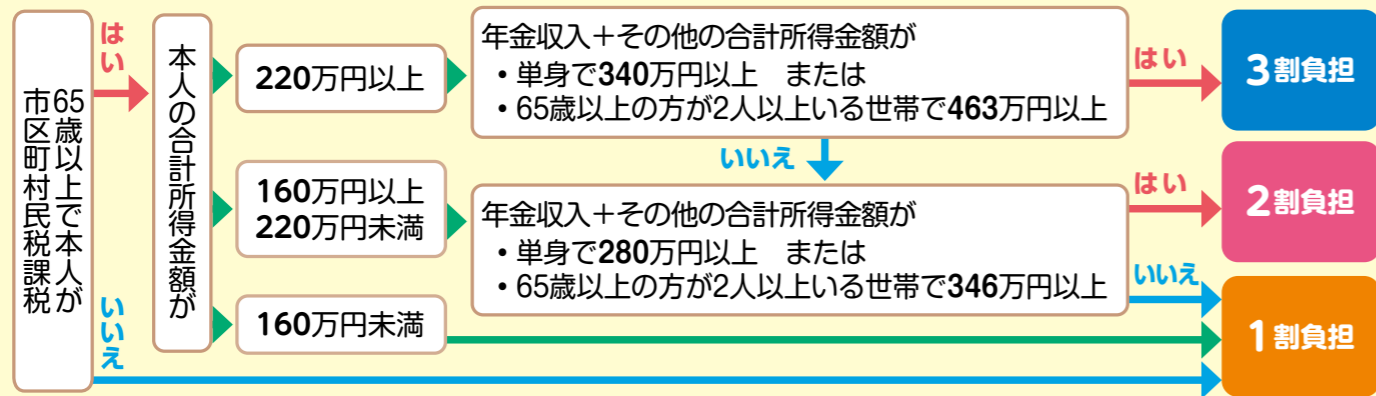 65歳以上で本人が
市区町村民税課税
はい
いいえ
本人の合計所得金額が
220万円以上
160万円以上
220万円未満
160万円未満
年金収入＋その他の合計所得金額が
・単身で340万円以上　または
・65歳以上の方が2人以上いる世帯で463万円以上
はい
いいえ
年金収入＋その他の合計所得金額が
・単身で280万円以上　または
・65歳以上の方が2人以上いる世帯で346万円以上
はい
いいえ
3割負担
2割負担
1割負担